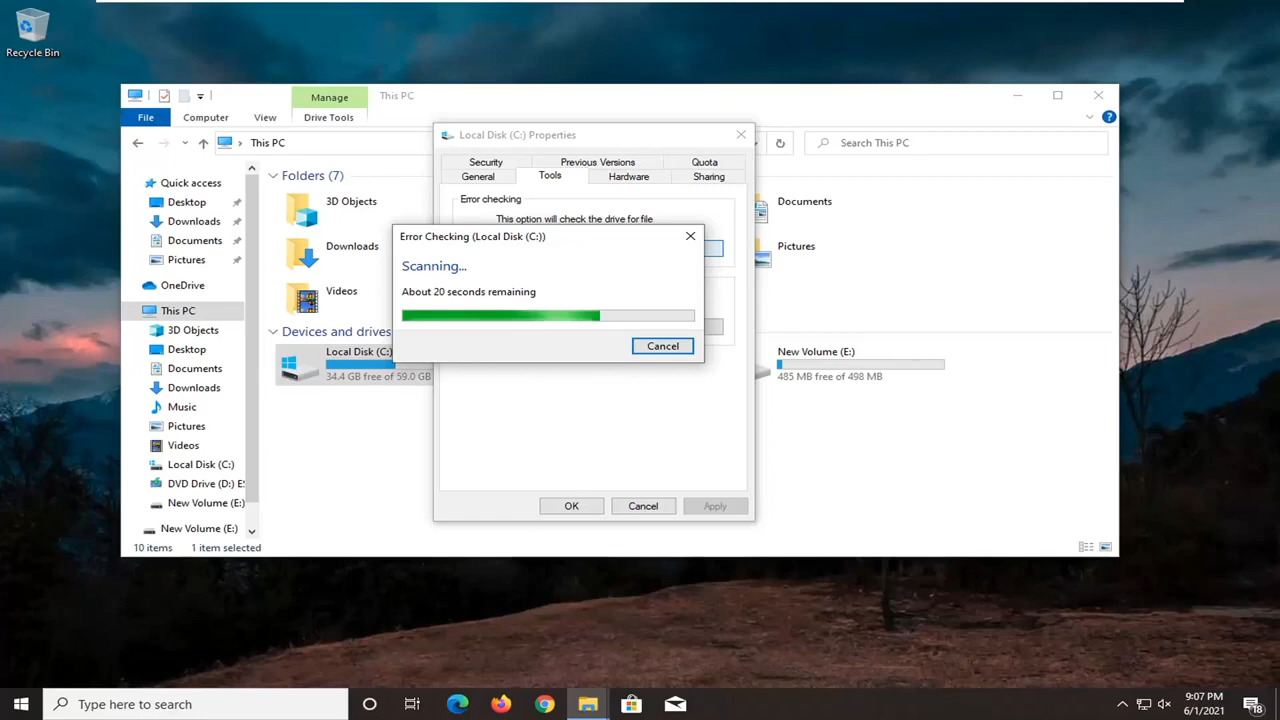 Recycle Bin
Manage
This PC
File
Computer
View
Drive Tools
This PC
Search This PC
Quick access
Desktop
Downloads
Documents
Pictures
OneDrive
This PC
3D Objects
Desktop
Documents
Downloads
Music
Pictures
Videos
Local Disk (C:)
DVD Drive (D:) ES
New Volume (E:)
New Volume (E:)
10 items
1 item selected
Folders (7)
3D Objects
Downloads
Videos
Documents
Pictures
Devices and drives
Local Disk (C:)
34.4 GB free of 59.0 GB
New Volume (E:)
485 MB free of 498 MB
Local Disk (C:) Properties
Security
Previous Versions
Quota
General
Tools
Hardware
Sharing
Error checking
This option will check the drive for file
Error Checking (Local Disk (C:))
Scanning...
About 20 seconds remaining
Cancel
OK
Cancel
Apply
Type here to search
9:07 PM
6/1/2021
18